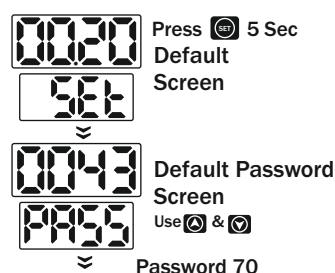 00.20 Press SET 5 Sec
Default
SEt Screen
0043 Default Password
Screen
PASS Use &
Password 70